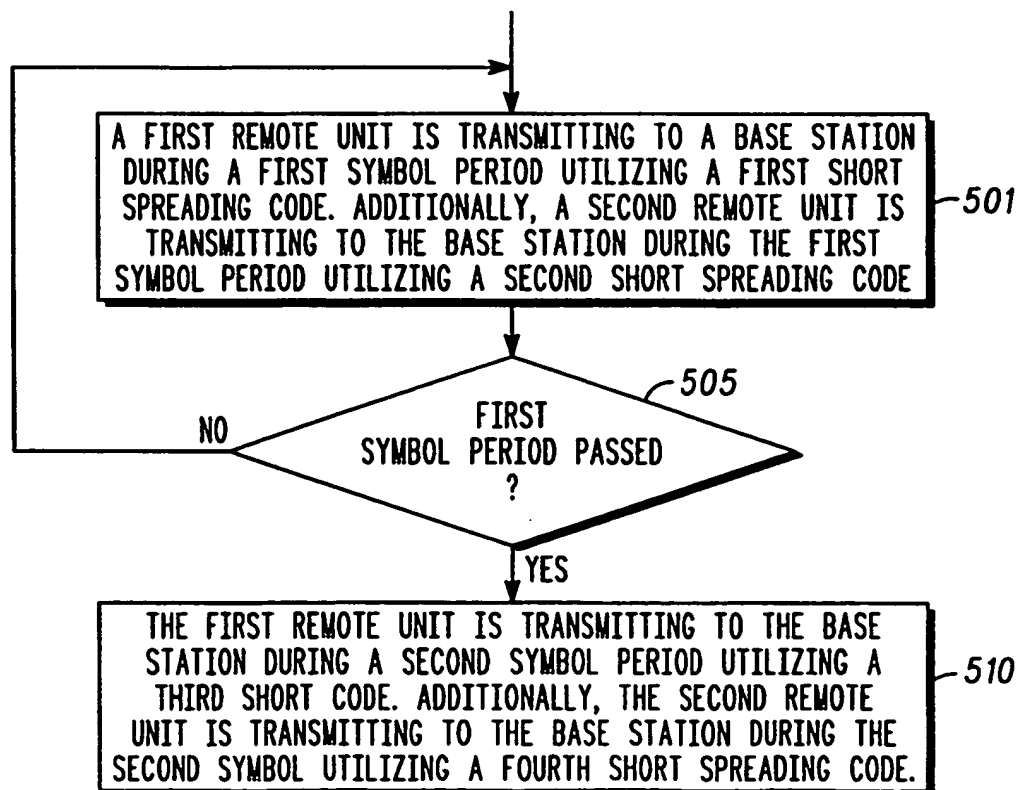 A FIRST REMOTE UNIT IS TRANSMITTING TO A BASE STATION
DURING A FIRST SYMBOL PERIOD UTILIZING A FIRST SHORT
SPREADING CODE. ADDITIONALLY, A SECOND REMOTE UNIT IS
TRANSMITTING TO THE BASE STATION DURING THE FIRST
SYMBOL PERIOD UTILIZING A SECOND SHORT SPREADING CODE
501
505
FIRST
SYMBOL PERIOD PASSED
?
NO
YES
THE FIRST REMOTE UNIT IS TRANSMITTING TO THE BASE
STATION DURING A SECOND SYMBOL PERIOD UTILIZING A
THIRD SHORT CODE. ADDITIONALLY, THE SECOND REMOTE
UNIT IS TRANSMITTING TO THE BASE STATION DURING THE
SECOND SYMBOL UTILIZING A FOURTH SHORT SPREADING CODE.
510